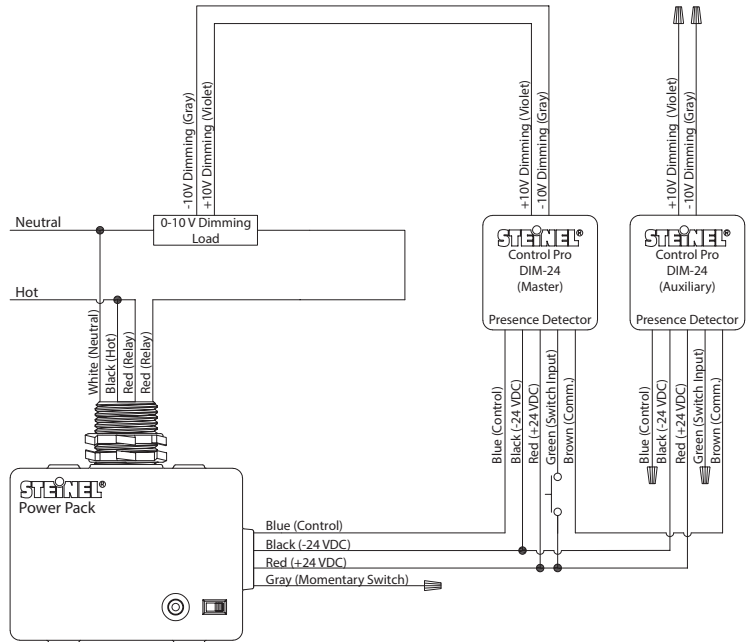 -10V Dimming (Gray)
+10V Dimming (Violet)
+10V Dimming (Violet)
-10V Dimming (Gray)
+10V Dimming (Violet)
-10V Dimming (Gray)
Neutral
0-10 V Dimming
Load
Hot
STEINEL®
Control Pro
DIM-24
(Master)
Presence Detector
STEINEL®
Control Pro
DIM-24
(Auxiliary)
Presence Detector
White (Neutral)
Black (Hot)
Red (Relay)
Red (Relay)
Blue (Control)
Black (-24 VDC)
Red (+24 VDC)
Green (Switch Input)
Brown (Comm.)
Blue (Control)
Black (-24 VDC)
Red (+24 VDC)
Green (Switch Input)
Brown (Comm.)
STEINEL®
Power Pack
Blue (Control)
Black (-24 VDC)
Red (+24 VDC)
Gray (Momentary Switch)